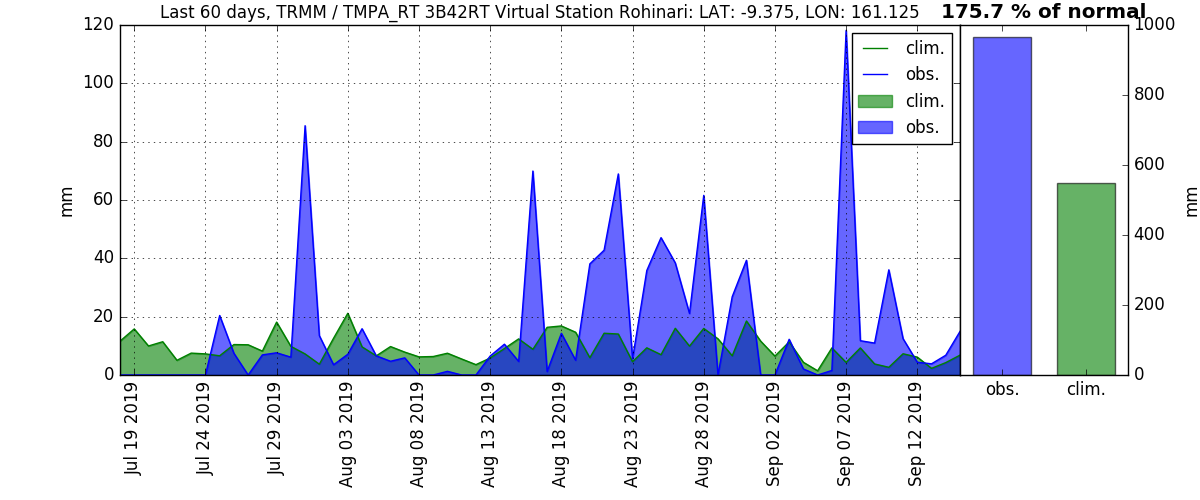 Last 60 days, TRMM / TMPA_RT 3B42RT Virtual Station Rohinari: LAT: -9.375, LON: 161.125
175.7 % of normal
120
100
80
60
40
20
0
mm
clim.
obs.
clim.
obs.
1000
800
600
400
200
0
mm
Jul 19 2019
Jul 24 2019
Jul 29 2019
Aug 03 2019
Aug 08 2019
Aug 13 2019
Aug 18 2019
Aug 23 2019
Aug 28 2019
Sep 02 2019
Sep 07 2019
Sep 12 2019
obs.
clim.